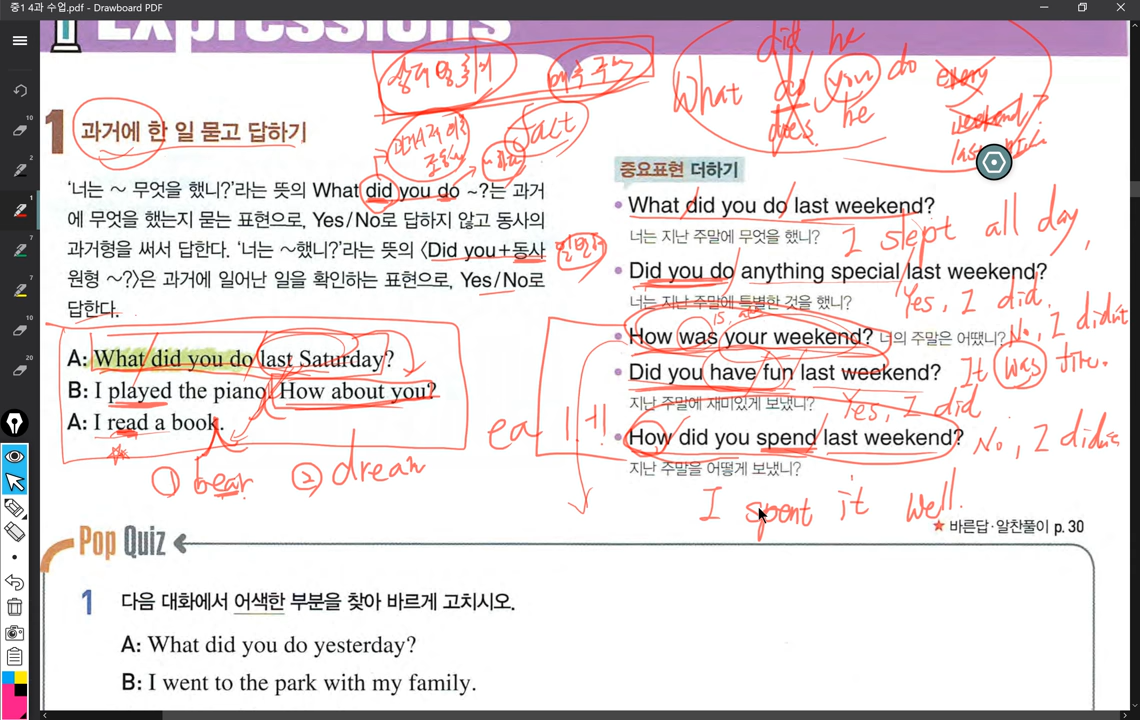 중1 4과 수업.pdf - Drawboard PDF
Expressions
did he
What do you do every
does he weekend
fact
1 과거에 한 일 묻고 답하기
'너는 ~ 무엇을 했니?'라는 뜻의 What did you do ~?는 과거
에 무엇을 했는지 묻는 표현으로, Yes/No로 답하지 않고 동사의
과거형을 써서 답한다. '너는 ~했니?'라는 뜻의 〈Did you+동사
원형 ~?〉은 과거에 일어난 일을 확인하는 표현으로, Yes/No로
답한다.
A: What did you do last Saturday?
B: I played the piano. How about you?
A: I read a book.
① bear ② dream
ea
중요표현 더하기
• What did you do last weekend?
너는 지난 주말에 무엇을 했니?
I slept all day,
• Did you do anything special last weekend?
너는 지난 주말에 특별한 것을 했니?
Yes, I did.
No, I didn't
is
• How was your weekend? 너의 주말은 어땠니?
It was fine.
• Did you have fun last weekend?
지난 주말에 재미있게 보냈니?
Yes, I did
No, I didn't
• How did you spend last weekend?
지난 주말을 어떻게 보냈니?
I spent it well.
★ 바른답·알찬풀이 p. 30
Pop Quiz
1 다음 대화에서 어색한 부분을 찾아 바르게 고치시오.
A: What did you do yesterday?
B: I went to the park with my family.
10
2
1
7
7
10
20